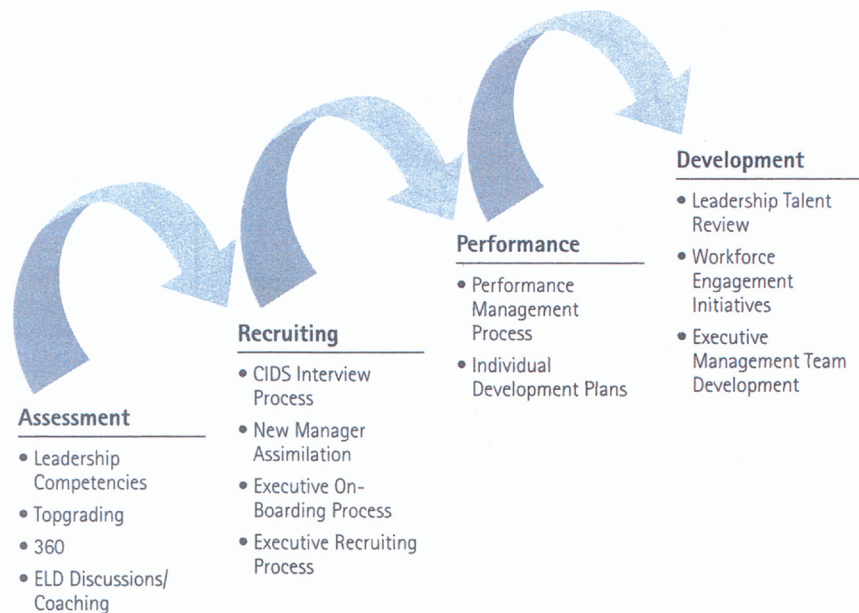 Assessment
• Leadership
Competencies
• Topgrading
• 360
• ELD Discussions/
Coaching
Recruiting
• CIDS Interview
Process
• New Manager
Assimilation
• Executive On-
Boarding Process
• Executive Recruiting
Process
Performance
• Performance
Management
Process
• Individual
Development Plans
Development
• Leadership Talent
Review
• Workforce
Engagement
Initiatives
• Executive
Management Team
Development